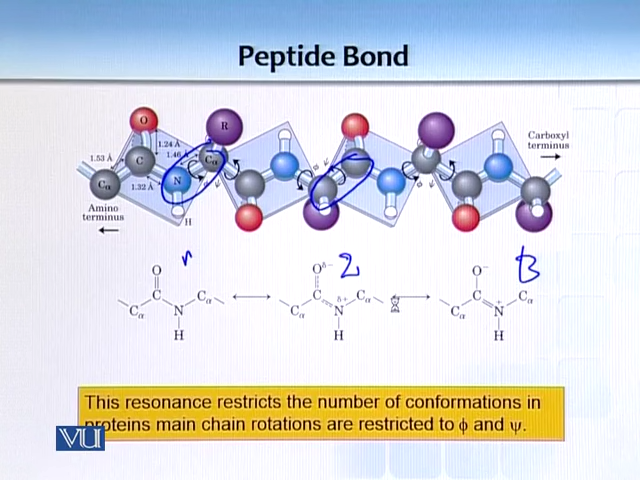 Peptide Bond
O
R
1.24 Å
1.46
C
Cα
1.53 Å
N
Cα
1.32 Å
H
Amino
terminus
Carboxyl
terminus
ϕ ψ
ϕ ψ
2
3
O
C
Cα
N
Cα
H
Oδ−
C
Cα
δ+
N
Cα
H
O−
C
Cα
+
N
Cα
H
This resonance restricts the number of conformations in
proteins main chain rotations are restricted to ϕ and ψ.
VU